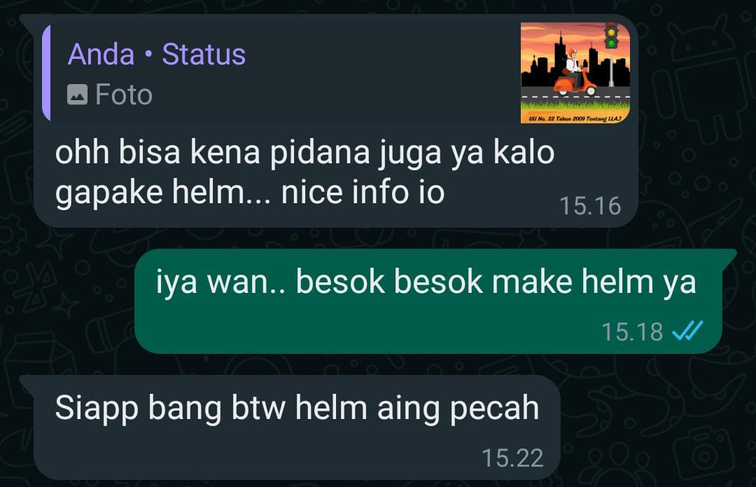 Anda • Status
Foto
UU No. 22 Tahun 2009 Tentang LLAJ
ohh bisa kena pidana juga ya kalo
gapake helm... nice info io
15.16
iya wan.. besok besok make helm ya
15.18
Siapp bang btw helm aing pecah
15.22